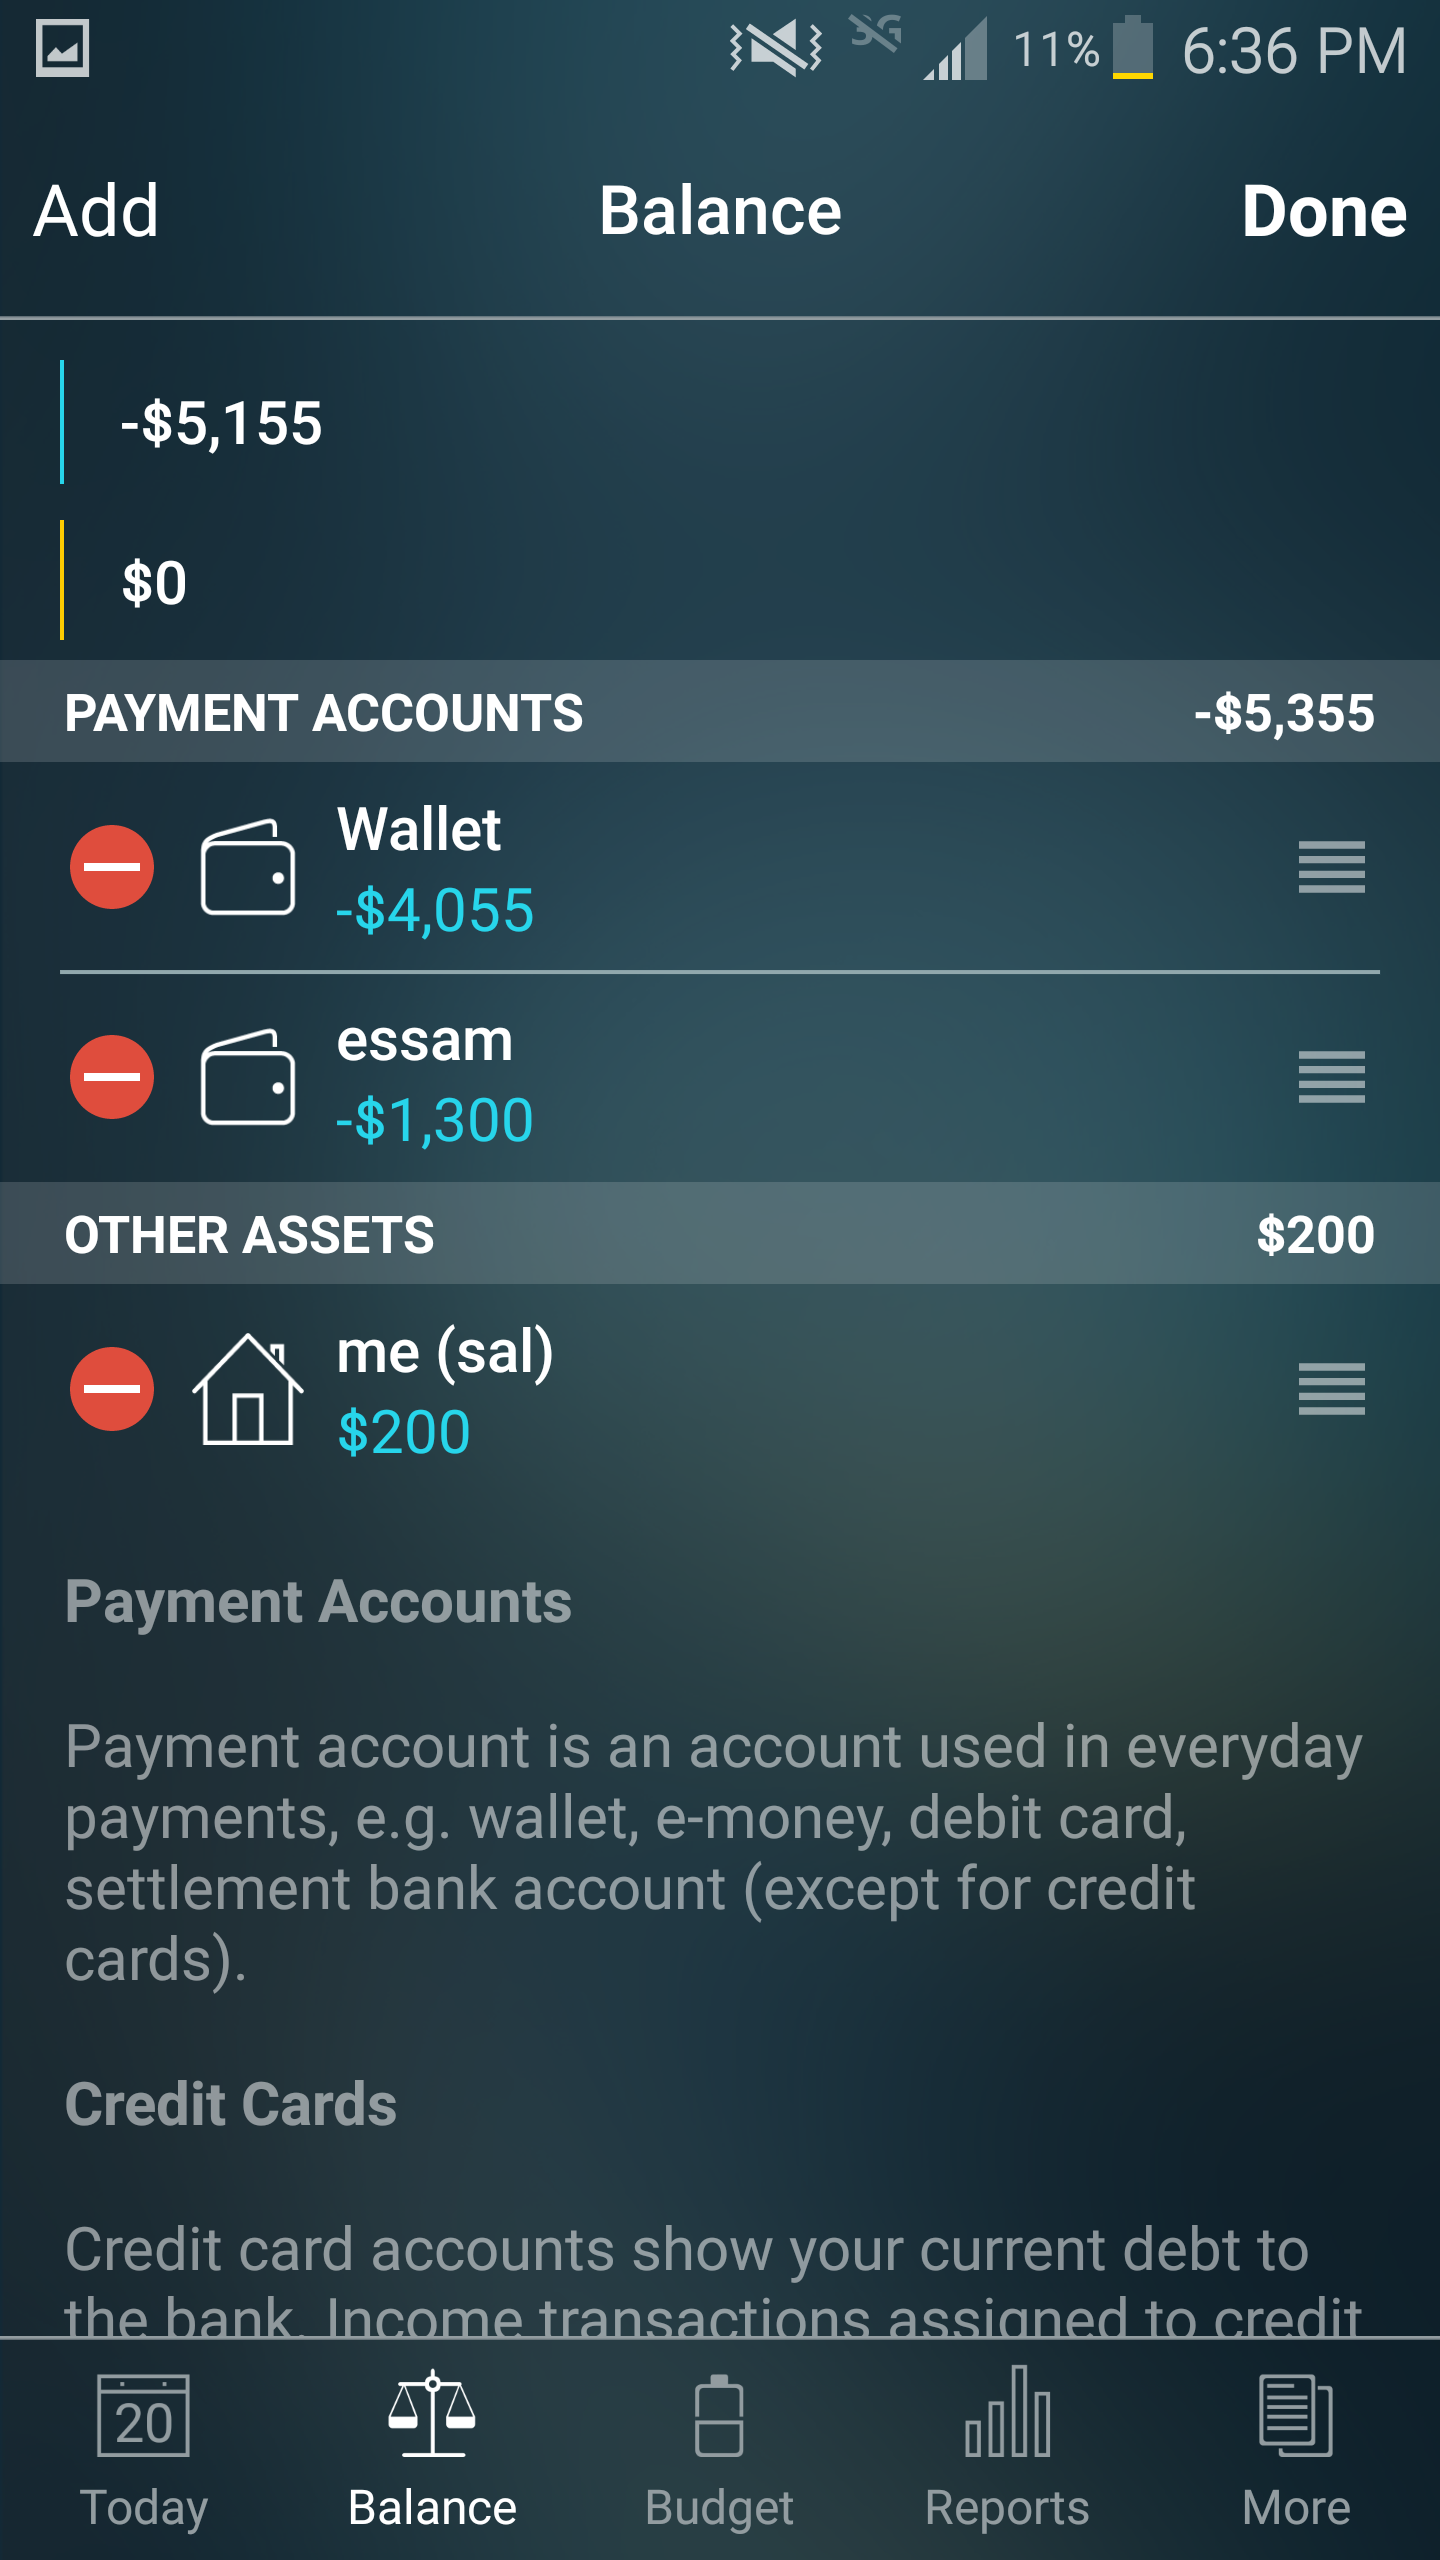 3G 11% 6:36 PM
Add Balance Done
-$5,155
$0
PAYMENT ACCOUNTS -$5,355
Wallet
-$4,055
essam
-$1,300
OTHER ASSETS $200
me (sal)
$200
Payment Accounts
Payment account is an account used in everyday
payments, e.g. wallet, e-money, debit card,
settlement bank account (except for credit
cards).
Credit Cards
Credit card accounts show your current debt to
the bank. Income transactions assigned to credit
20
Today Balance Budget Reports More